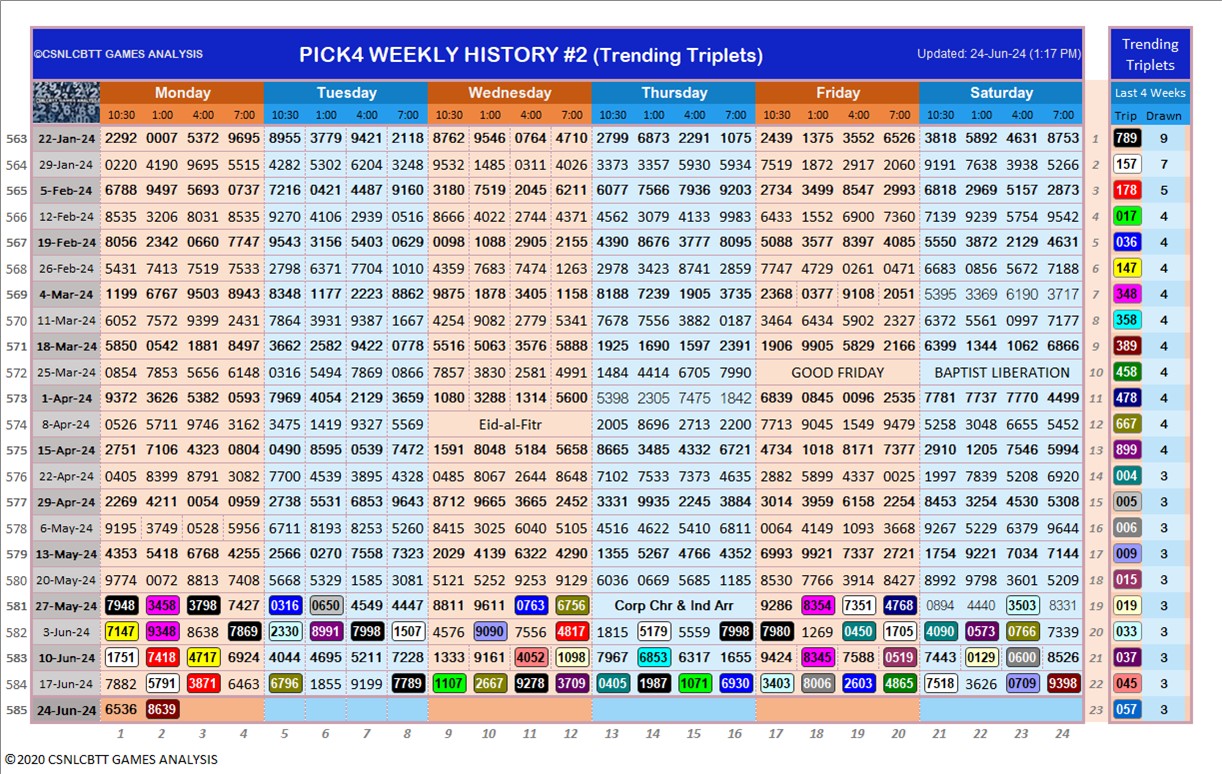 ©CSNLCBTT GAMES ANALYSIS PICK4 WEEKLY HISTORY #2 (Trending Triplets) Updated: 24-Jun-24 (1:17 PM) Trending Triplets
Monday Tuesday Wednesday Thursday Friday Saturday Last 4 Weeks
10:30 1:00 4:00 7:00 10:30 1:00 4:00 7:00 10:30 1:00 4:00 7:00 10:30 1:00 4:00 7:00 10:30 1:00 4:00 7:00 10:30 1:00 4:00 7:00 Trip Drawn
563 22-Jan-24 2292 0007 5372 9695 8955 3779 9421 2118 8762 9546 0764 4710 2799 6873 2291 1075 2439 1375 3552 6526 3818 5892 4631 8753 1 789 9
564 29-Jan-24 0220 4190 9695 5515 4282 5302 6204 3248 8532 1485 0311 4026 3373 3357 5930 5934 7519 1872 2917 2060 9191 7638 3938 5266 2 157 7
565 5-Feb-24 6788 9497 5693 0737 7216 0421 4487 9160 3180 7519 2045 6211 6077 7566 7936 9203 2734 3499 8547 2993 6818 2969 5157 2873 3 178 5
566 12-Feb-24 8535 3206 8031 8535 9270 4106 2939 0516 8666 4022 2744 4371 4562 3079 4133 9983 6433 1552 6900 7360 7139 9239 5754 9542 4 017 4
567 19-Feb-24 8056 2342 0660 7747 9543 3156 5403 0629 0098 1088 2905 2155 4390 8676 3777 8095 5088 3577 8397 4085 5550 3872 2129 4631 5 036 4
568 26-Feb-24 5431 7413 7519 7533 2798 6371 7704 1010 4359 7683 7474 1263 2978 3423 8741 2859 7747 4729 0261 0471 6683 0856 5672 7188 6 147 4
569 4-Mar-24 1199 6767 9503 8943 8348 1177 2223 8862 8875 1878 3405 1158 8188 7239 1905 3735 2368 0377 9108 2051 5395 3369 6190 3717 7 348 4
570 11-Mar-24 6052 7572 9399 2431 7864 3931 9387 1667 4254 9082 2779 5341 7678 7556 3882 0187 3464 6434 5902 2327 6372 5561 0997 7177 8 358 4
571 18-Mar-24 5850 0542 1881 8497 3662 2582 9422 0778 2516 5063 3576 5888 1925 1690 1597 2391 1906 9905 5829 2166 6399 1344 1062 6866 9 389 4
572 25-Mar-24 0854 7853 5656 6148 0316 5494 7869 0866 7857 3830 2581 4991 1484 4414 6705 7990 GOOD FRIDAY BAPTIST LIBERATION 10 458 4
573 1-Apr-24 9372 3626 5382 0593 7969 4054 2129 3697 1080 3288 1314 5600 5398 2305 7475 1842 6839 0845 0096 2535 7781 7737 7770 4499 11 478 4
574 8-Apr-24 0526 5711 9746 3162 3475 1419 9327 5569 Eid-al-Fitr 2005 8696 2713 2200 7713 9045 1549 9479 5258 3048 6655 5452 12 667 4
575 15-Apr-24 2751 7106 4323 0804 0490 8595 0539 7472 1591 8048 5184 5658 8665 3485 4332 6721 4734 1018 8171 7377 2910 1205 7546 5994 13 899 4
576 22-Apr-24 0405 8399 8791 3082 7700 4539 3895 4328 0485 8067 2644 8648 7102 7533 7373 4635 2882 5899 4337 0025 1997 7839 5208 6920 14 004 3
577 29-Apr-24 2269 4211 0054 0959 2738 5531 6853 9643 9712 9665 3665 2452 3331 9935 2245 3884 3014 3959 6158 2254 8453 3254 4530 5308 15 005 3
578 6-May-24 9195 3749 0528 5956 6711 8193 8253 5260 9415 3025 6040 5105 4516 4622 5410 6811 0064 4149 1093 3668 9267 5229 6379 9644 16 006 3
579 13-May-24 4353 5418 6768 4255 2566 0270 7558 7323 2029 4139 6322 4290 1355 5267 4766 4352 6993 9921 7337 2721 1754 9221 7034 7144 17 009 3
580 20-May-24 9774 0072 8813 7408 5668 5329 1585 3081 5121 5252 9253 9129 6036 0669 5685 1185 8530 7766 3914 8427 8992 9798 3601 5209 18 015 3
581 27-May-24 7948 3458 3798 7427 0316 0650 4549 4447 8811 9611 0763 6756 Corp Chr & Ind Arr 9286 8354 7351 4768 0894 4440 3503 8331 19 019 3
582 3-Jun-24 7147 9348 8638 7869 2330 8991 7998 1507 4576 9090 7556 4817 1815 5179 5559 7998 7980 1269 0450 1705 4090 0573 0766 7339 20 033 3
583 10-Jun-24 1751 7418 4717 6924 4044 4695 5211 7228 1333 9161 4052 1098 7967 6853 6317 1655 9424 8345 7588 0519 7443 0129 0600 8526 21 037 3
584 17-Jun-24 7882 5791 3871 6463 6796 1855 9199 7789 1107 2667 9278 3709 0405 1987 1071 6930 3403 8006 2603 4865 7518 3626 0709 9398 22 045 3
585 24-Jun-24 6536 8639 23 057 3
1 2 3 4 5 6 7 8 9 10 11 12 13 14 15 16 17 18 19 20 21 22 23 24
©2020 CSNLCBTT GAMES ANALYSIS